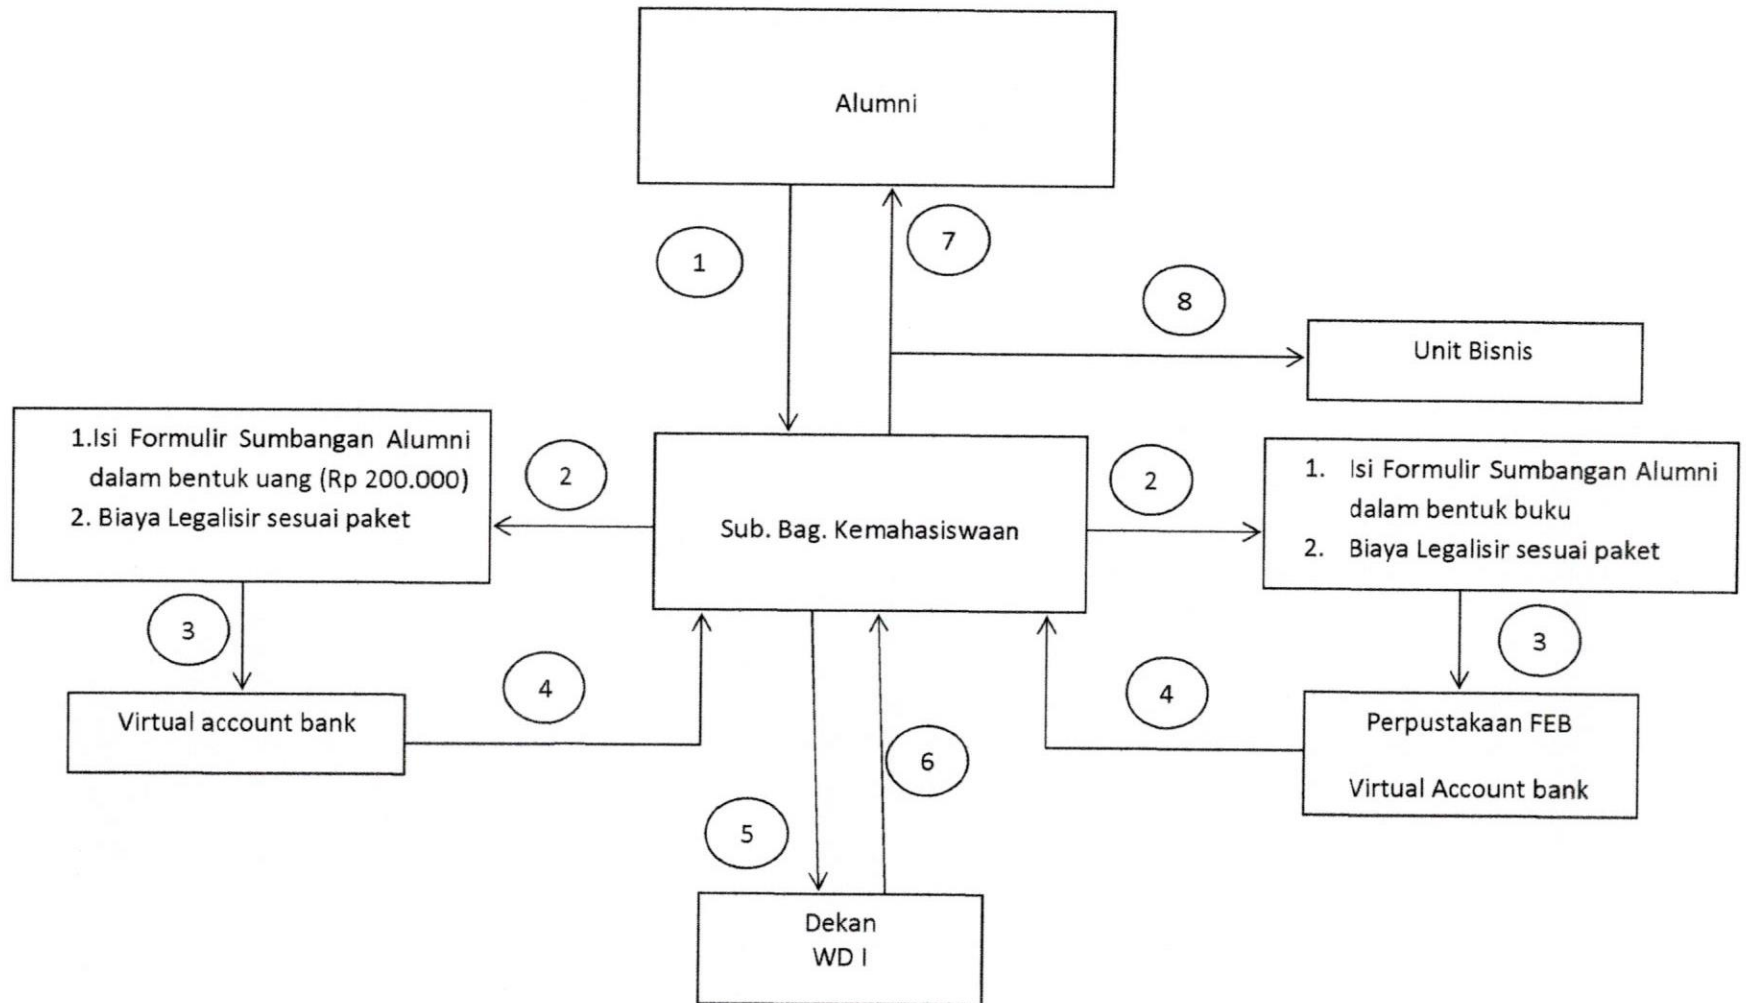 Alumni
1
7
8
Unit Bisnis
1.Isi Formulir Sumbangan Alumni
dalam bentuk uang (Rp 200.000)
2. Biaya Legalisir sesuai paket
2
Sub. Bag. Kemahasiswaan
2
1. Isi Formulir Sumbangan Alumni
dalam bentuk buku
2. Biaya Legalisir sesuai paket
3
3
Virtual account bank
4
4
Perpustakaan FEB
Virtual Account bank
6
5
Dekan
WD I